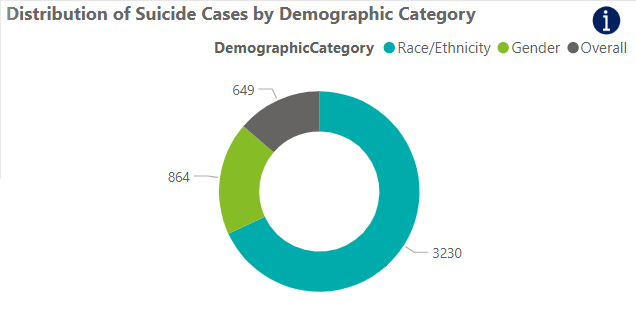 Distribution of Suicide Cases by Demographic Category
i
DemographicCategory Race/Ethnicity Gender Overall
649
864
3230